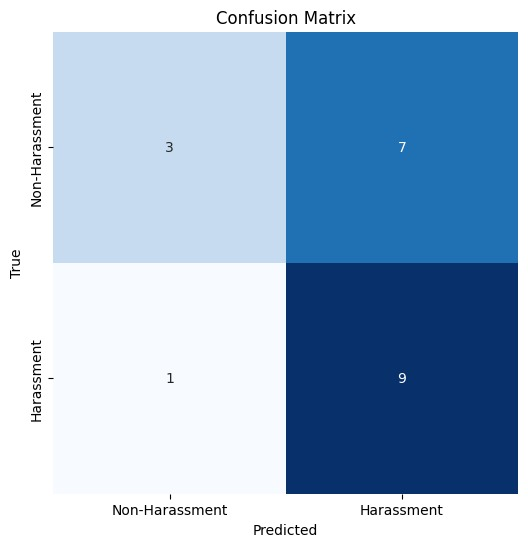 Confusion Matrix
True
Non-Harassment
3
7
Harassment
1
9
Non-Harassment
Harassment
Predicted